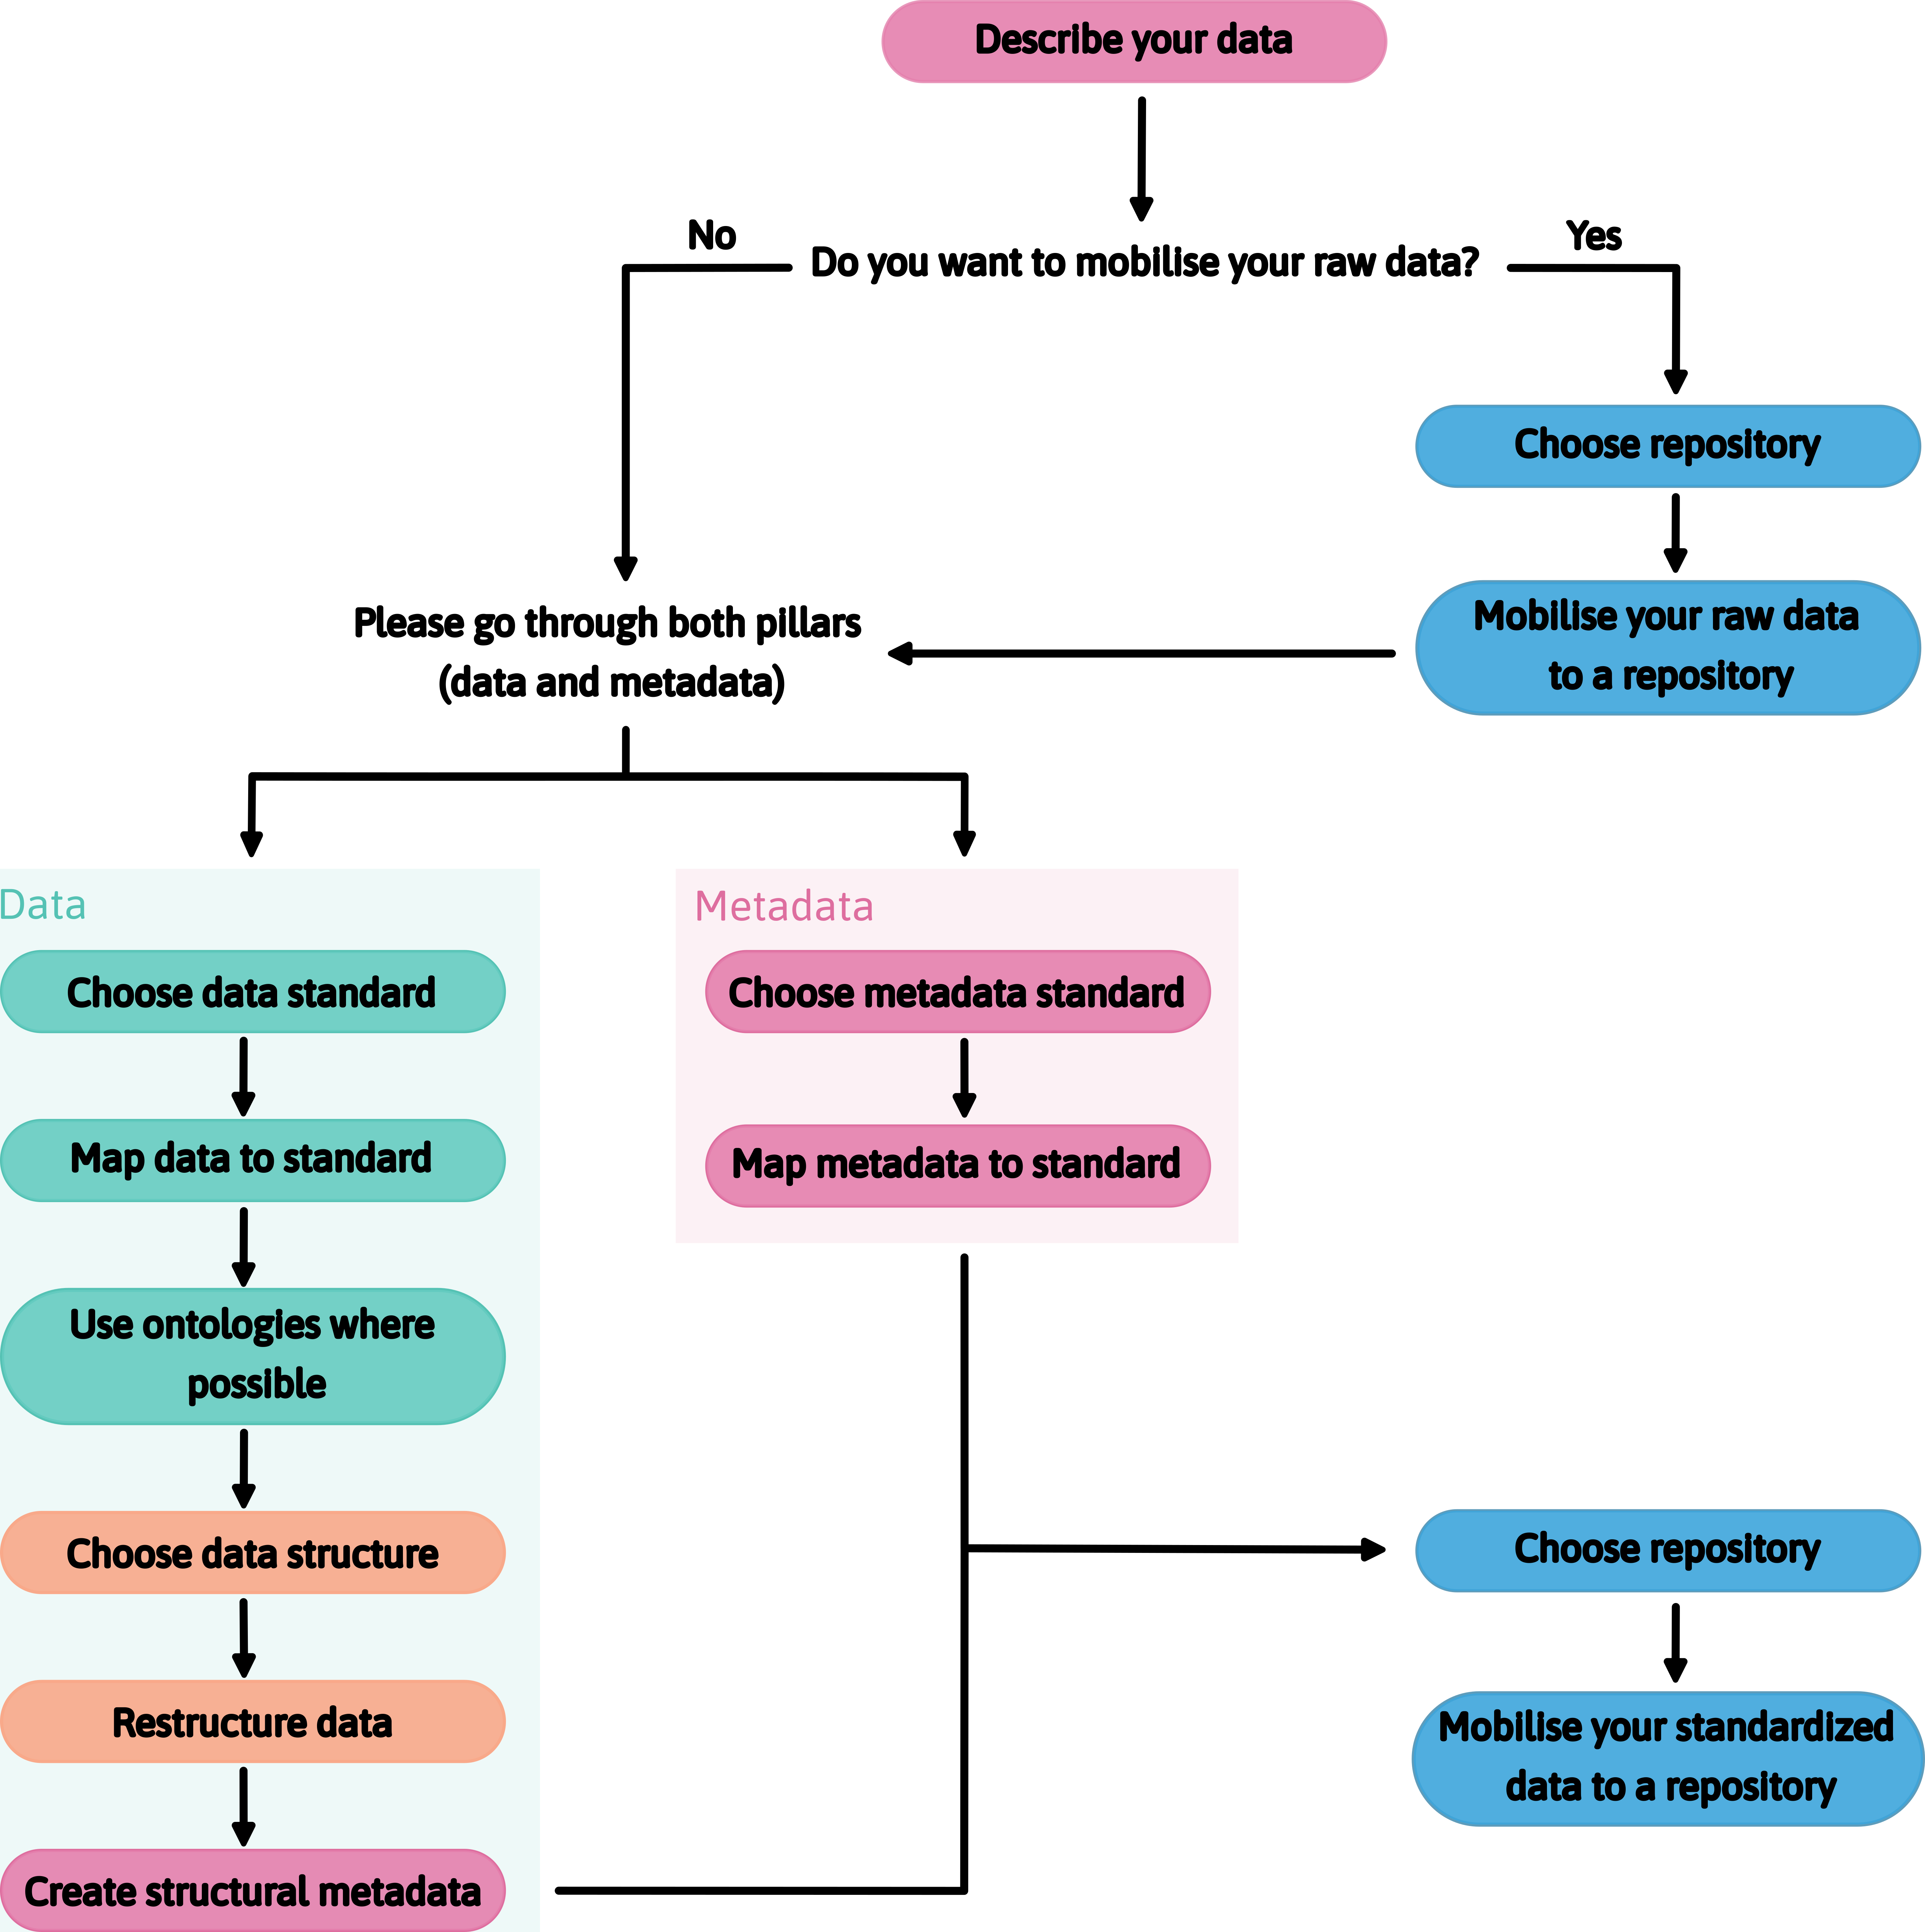 Describe your data
No
Do you want to mobilise your raw data?
Yes
Choose repository
Mobilise your raw data
to a repository
Please go through both pillars
(data and metadata)
Data
Choose data standard
Map data to standard
Use ontologies where
possible
Choose data structure
Restructure data
Create structural metadata
Metadata
Choose metadata standard
Map metadata to standard
Choose repository
Mobilise your standardized
data to a repository